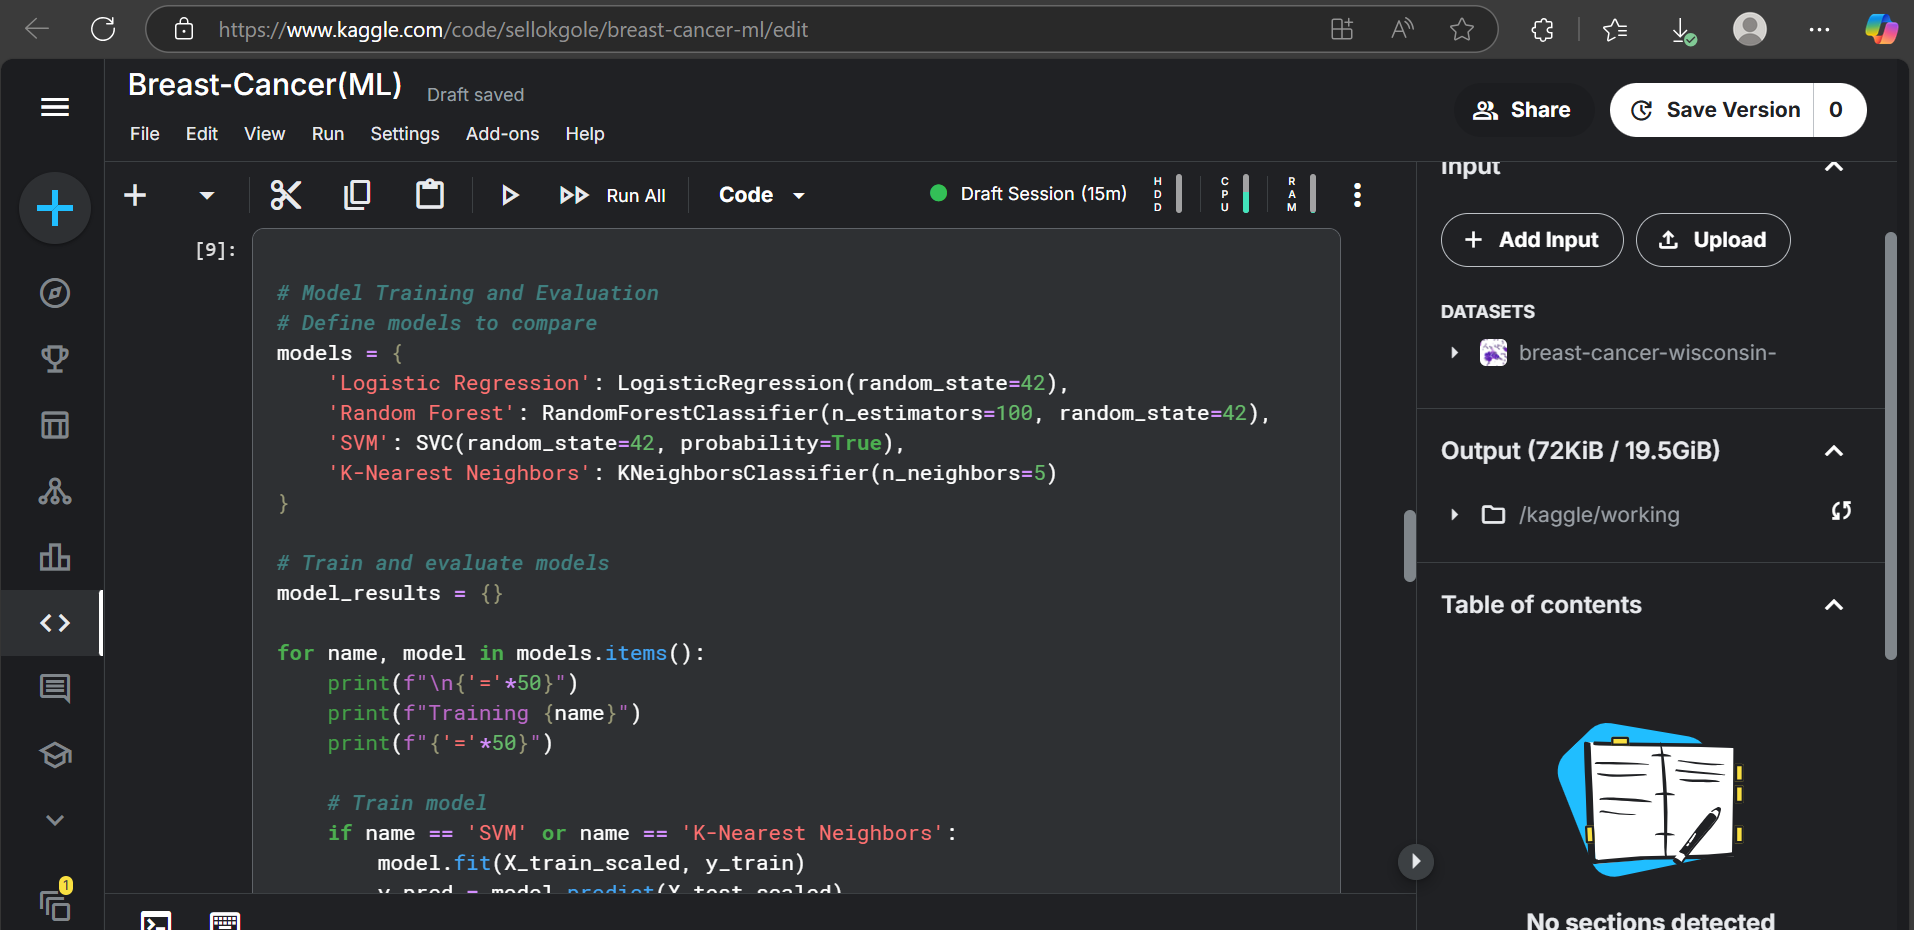 https://www.kaggle.com/code/sellokgole/breast-cancer-ml/edit
Breast-Cancer(ML)
Draft saved
File Edit View Run Settings Add-ons Help
Share
Save Version 0
Run All
Code
Draft Session (15m)
HDD
CPU
RAM
[9]:
# Model Training and Evaluation
# Define models to compare
models = {
    'Logistic Regression': LogisticRegression(random_state=42),
    'Random Forest': RandomForestClassifier(n_estimators=100, random_state=42),
    'SVM': SVC(random_state=42, probability=True),
    'K-Nearest Neighbors': KNeighborsClassifier(n_neighbors=5)
}
# Train and evaluate models
model_results = {}
for name, model in models.items():
    print(f"\n{'='*50}")
    print(f"Training {name}")
    print(f"{'='*50}")
    # Train model
    if name == 'SVM' or name == 'K-Nearest Neighbors':
        model.fit(X_train_scaled, y_train)
        y_pred = model.predict(X_test_scaled)
Input
Add Input
Upload
DATASETS
breast-cancer-wisconsin-
Output (72KiB / 19.5GiB)
/kaggle/working
Table of contents
No sections detected
1